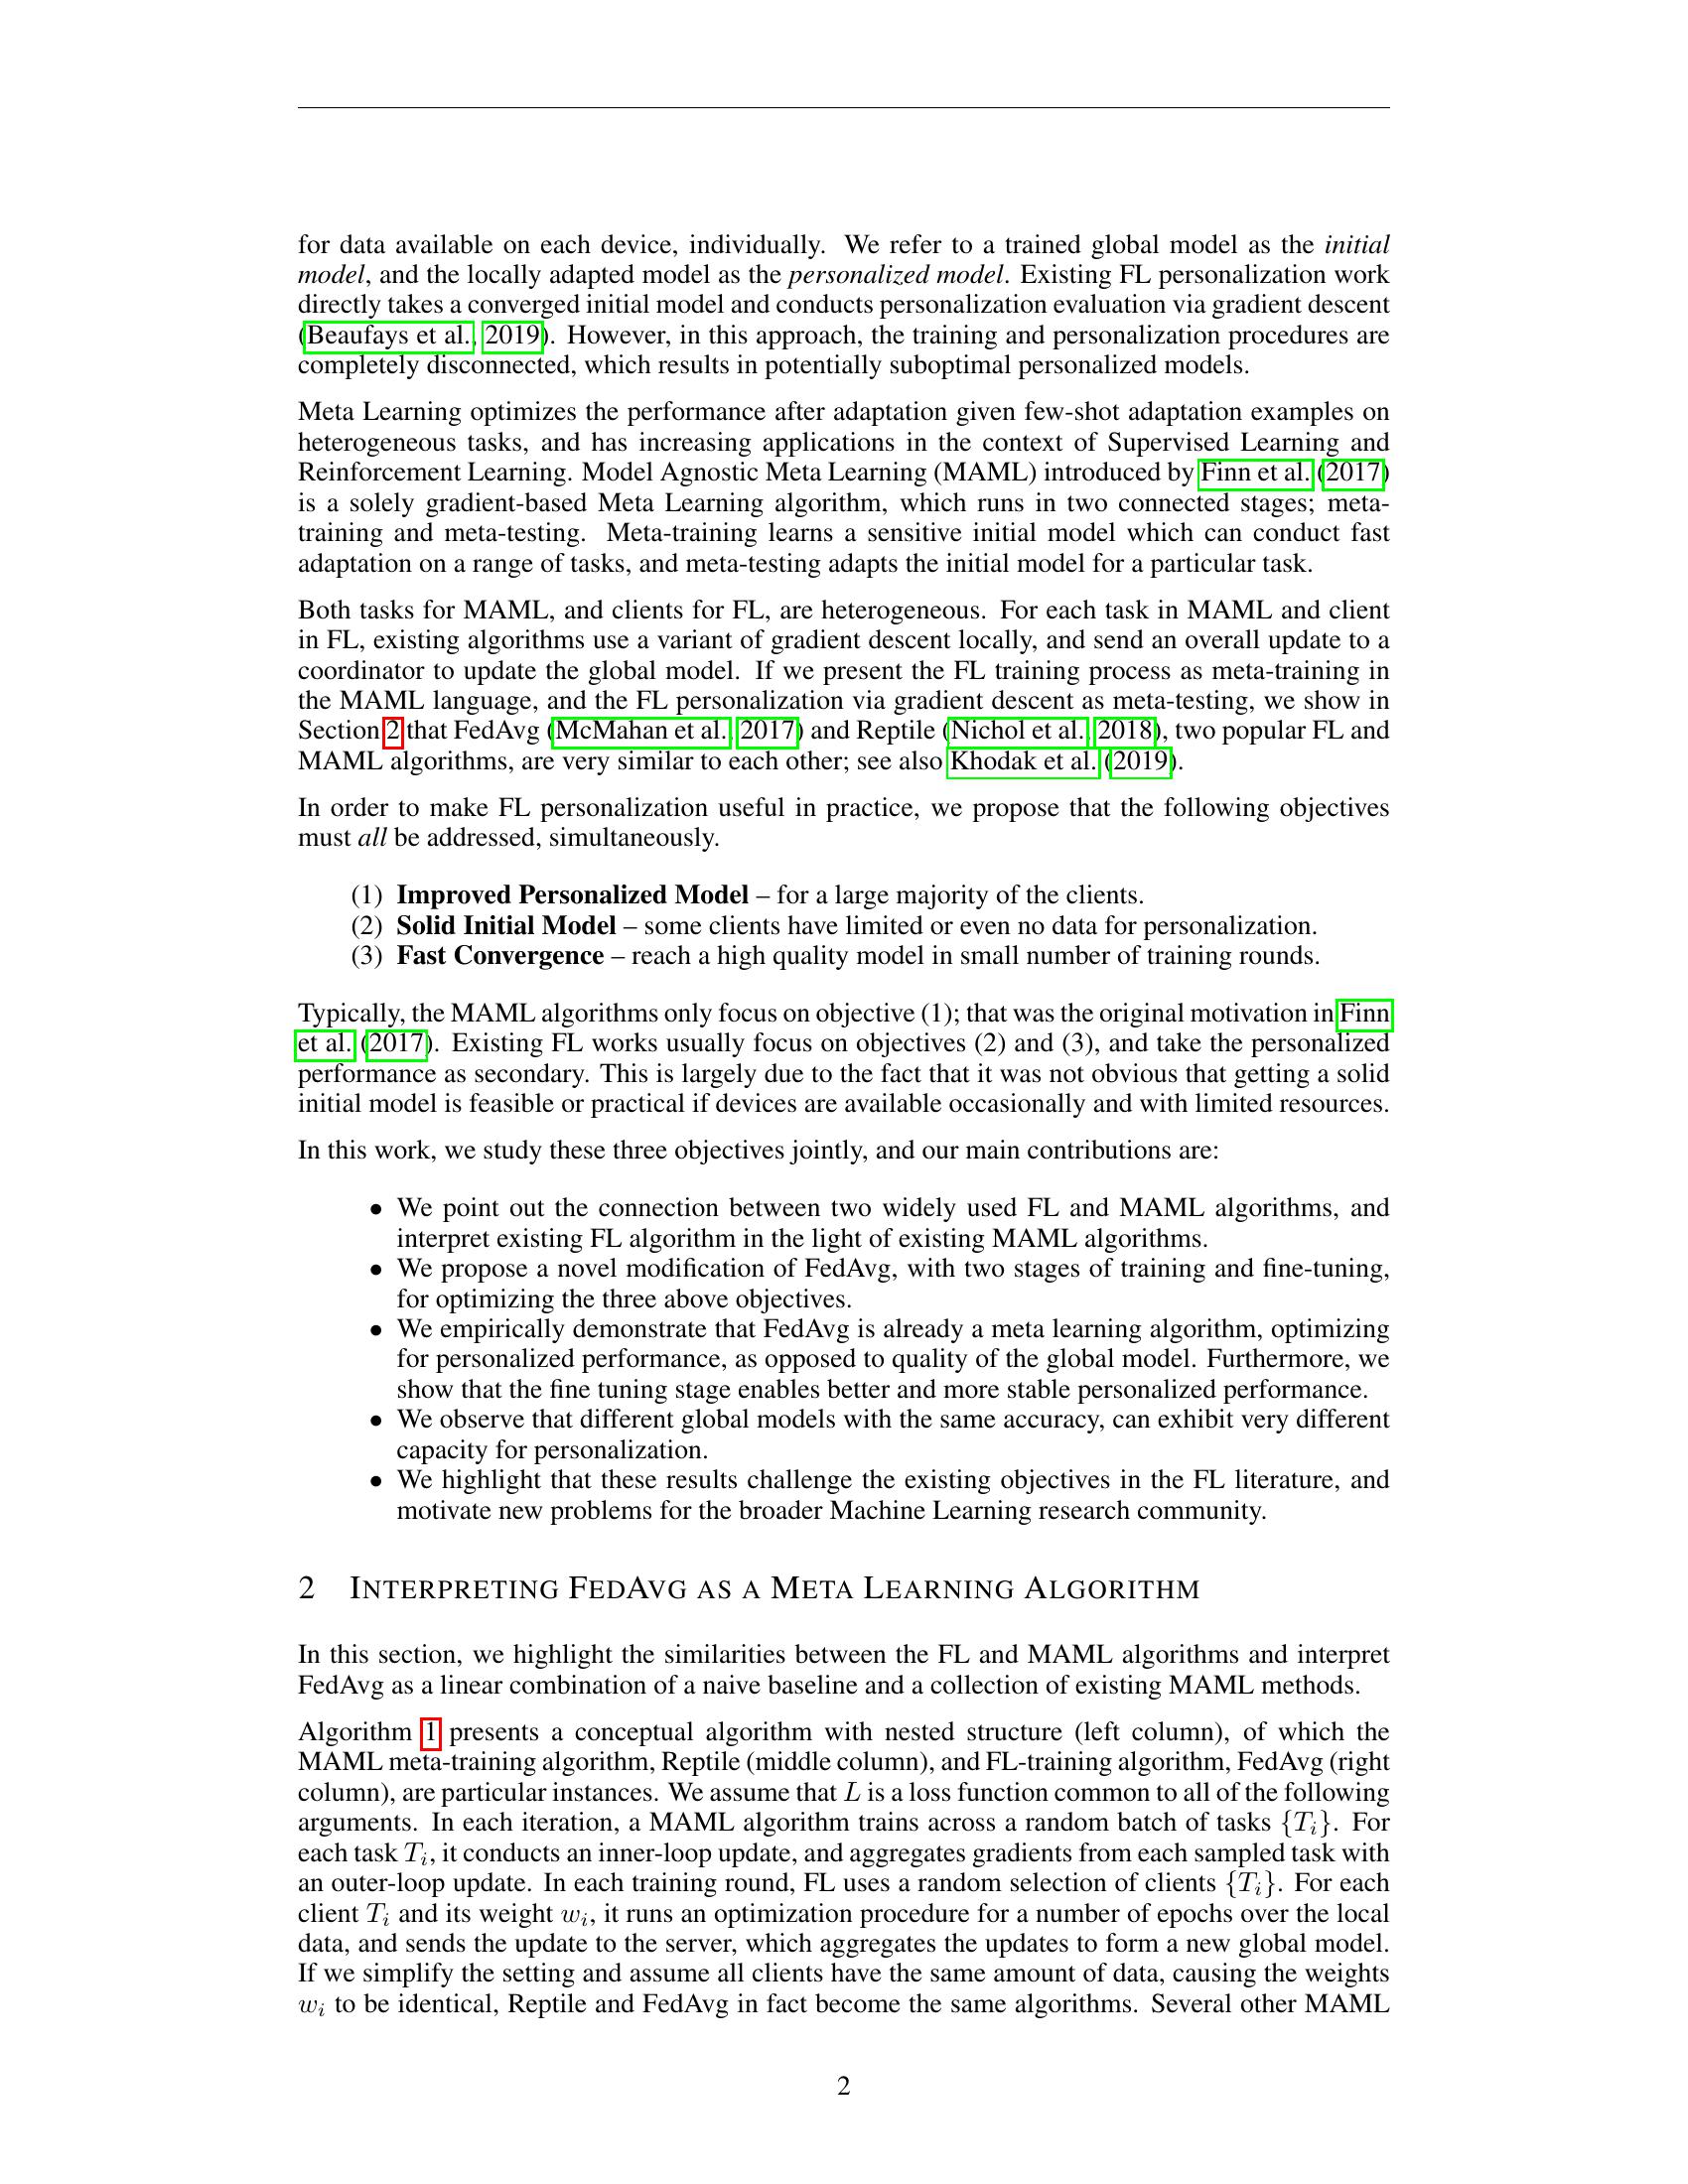 for data available on each device, individually. We refer to a trained global model as the initial
model, and the locally adapted model as the personalized model. Existing FL personalization work
directly takes a converged initial model and conducts personalization evaluation via gradient descent
(Beaufays et al., 2019). However, in this approach, the training and personalization procedures are
completely disconnected, which results in potentially suboptimal personalized models.
Meta Learning optimizes the performance after adaptation given few-shot adaptation examples on
heterogeneous tasks, and has increasing applications in the context of Supervised Learning and
Reinforcement Learning. Model Agnostic Meta Learning (MAML) introduced by Finn et al. (2017)
is a solely gradient-based Meta Learning algorithm, which runs in two connected stages; meta-
training and meta-testing. Meta-training learns a sensitive initial model which can conduct fast
adaptation on a range of tasks, and meta-testing adapts the initial model for a particular task.
Both tasks for MAML, and clients for FL, are heterogeneous. For each task in MAML and client
in FL, existing algorithms use a variant of gradient descent locally, and send an overall update to a
coordinator to update the global model. If we present the FL training process as meta-training in
the MAML language, and the FL personalization via gradient descent as meta-testing, we show in
Section 2 that FedAvg (McMahan et al., 2017) and Reptile (Nichol et al., 2018), two popular FL and
MAML algorithms, are very similar to each other; see also Khodak et al. (2019).
In order to make FL personalization useful in practice, we propose that the following objectives
must all be addressed, simultaneously.
(1) Improved Personalized Model – for a large majority of the clients.
(2) Solid Initial Model – some clients have limited or even no data for personalization.
(3) Fast Convergence – reach a high quality model in small number of training rounds.
Typically, the MAML algorithms only focus on objective (1); that was the original motivation in Finn
et al. (2017). Existing FL works usually focus on objectives (2) and (3), and take the personalized
performance as secondary. This is largely due to the fact that it was not obvious that getting a solid
initial model is feasible or practical if devices are available occasionally and with limited resources.
In this work, we study these three objectives jointly, and our main contributions are:
• We point out the connection between two widely used FL and MAML algorithms, and
interpret existing FL algorithm in the light of existing MAML algorithms.
• We propose a novel modification of FedAvg, with two stages of training and fine-tuning,
for optimizing the three above objectives.
• We empirically demonstrate that FedAvg is already a meta learning algorithm, optimizing
for personalized performance, as opposed to quality of the global model. Furthermore, we
show that the fine tuning stage enables better and more stable personalized performance.
• We observe that different global models with the same accuracy, can exhibit very different
capacity for personalization.
• We highlight that these results challenge the existing objectives in the FL literature, and
motivate new problems for the broader Machine Learning research community.
2 INTERPRETING FEDAVG AS A META LEARNING ALGORITHM
In this section, we highlight the similarities between the FL and MAML algorithms and interpret
FedAvg as a linear combination of a naive baseline and a collection of existing MAML methods.
Algorithm 1 presents a conceptual algorithm with nested structure (left column), of which the
MAML meta-training algorithm, Reptile (middle column), and FL-training algorithm, FedAvg (right
column), are particular instances. We assume that L is a loss function common to all of the following
arguments. In each iteration, a MAML algorithm trains across a random batch of tasks {Tᵢ}. For
each task Tᵢ, it conducts an inner-loop update, and aggregates gradients from each sampled task with
an outer-loop update. In each training round, FL uses a random selection of clients {Tᵢ}. For each
client Tᵢ and its weight wᵢ, it runs an optimization procedure for a number of epochs over the local
data, and sends the update to the server, which aggregates the updates to form a new global model.
If we simplify the setting and assume all clients have the same amount of data, causing the weights
wᵢ to be identical, Reptile and FedAvg in fact become the same algorithms. Several other MAML
2